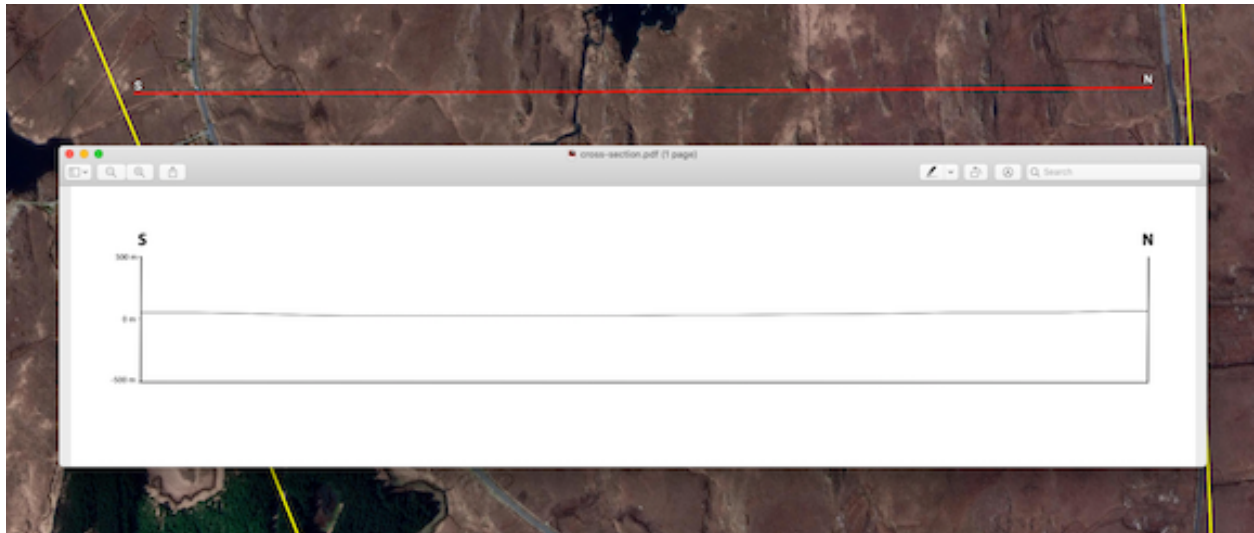 S
N
cross-section.pdf (1 page)
Search
S
N
500 m
0 m
-500 m